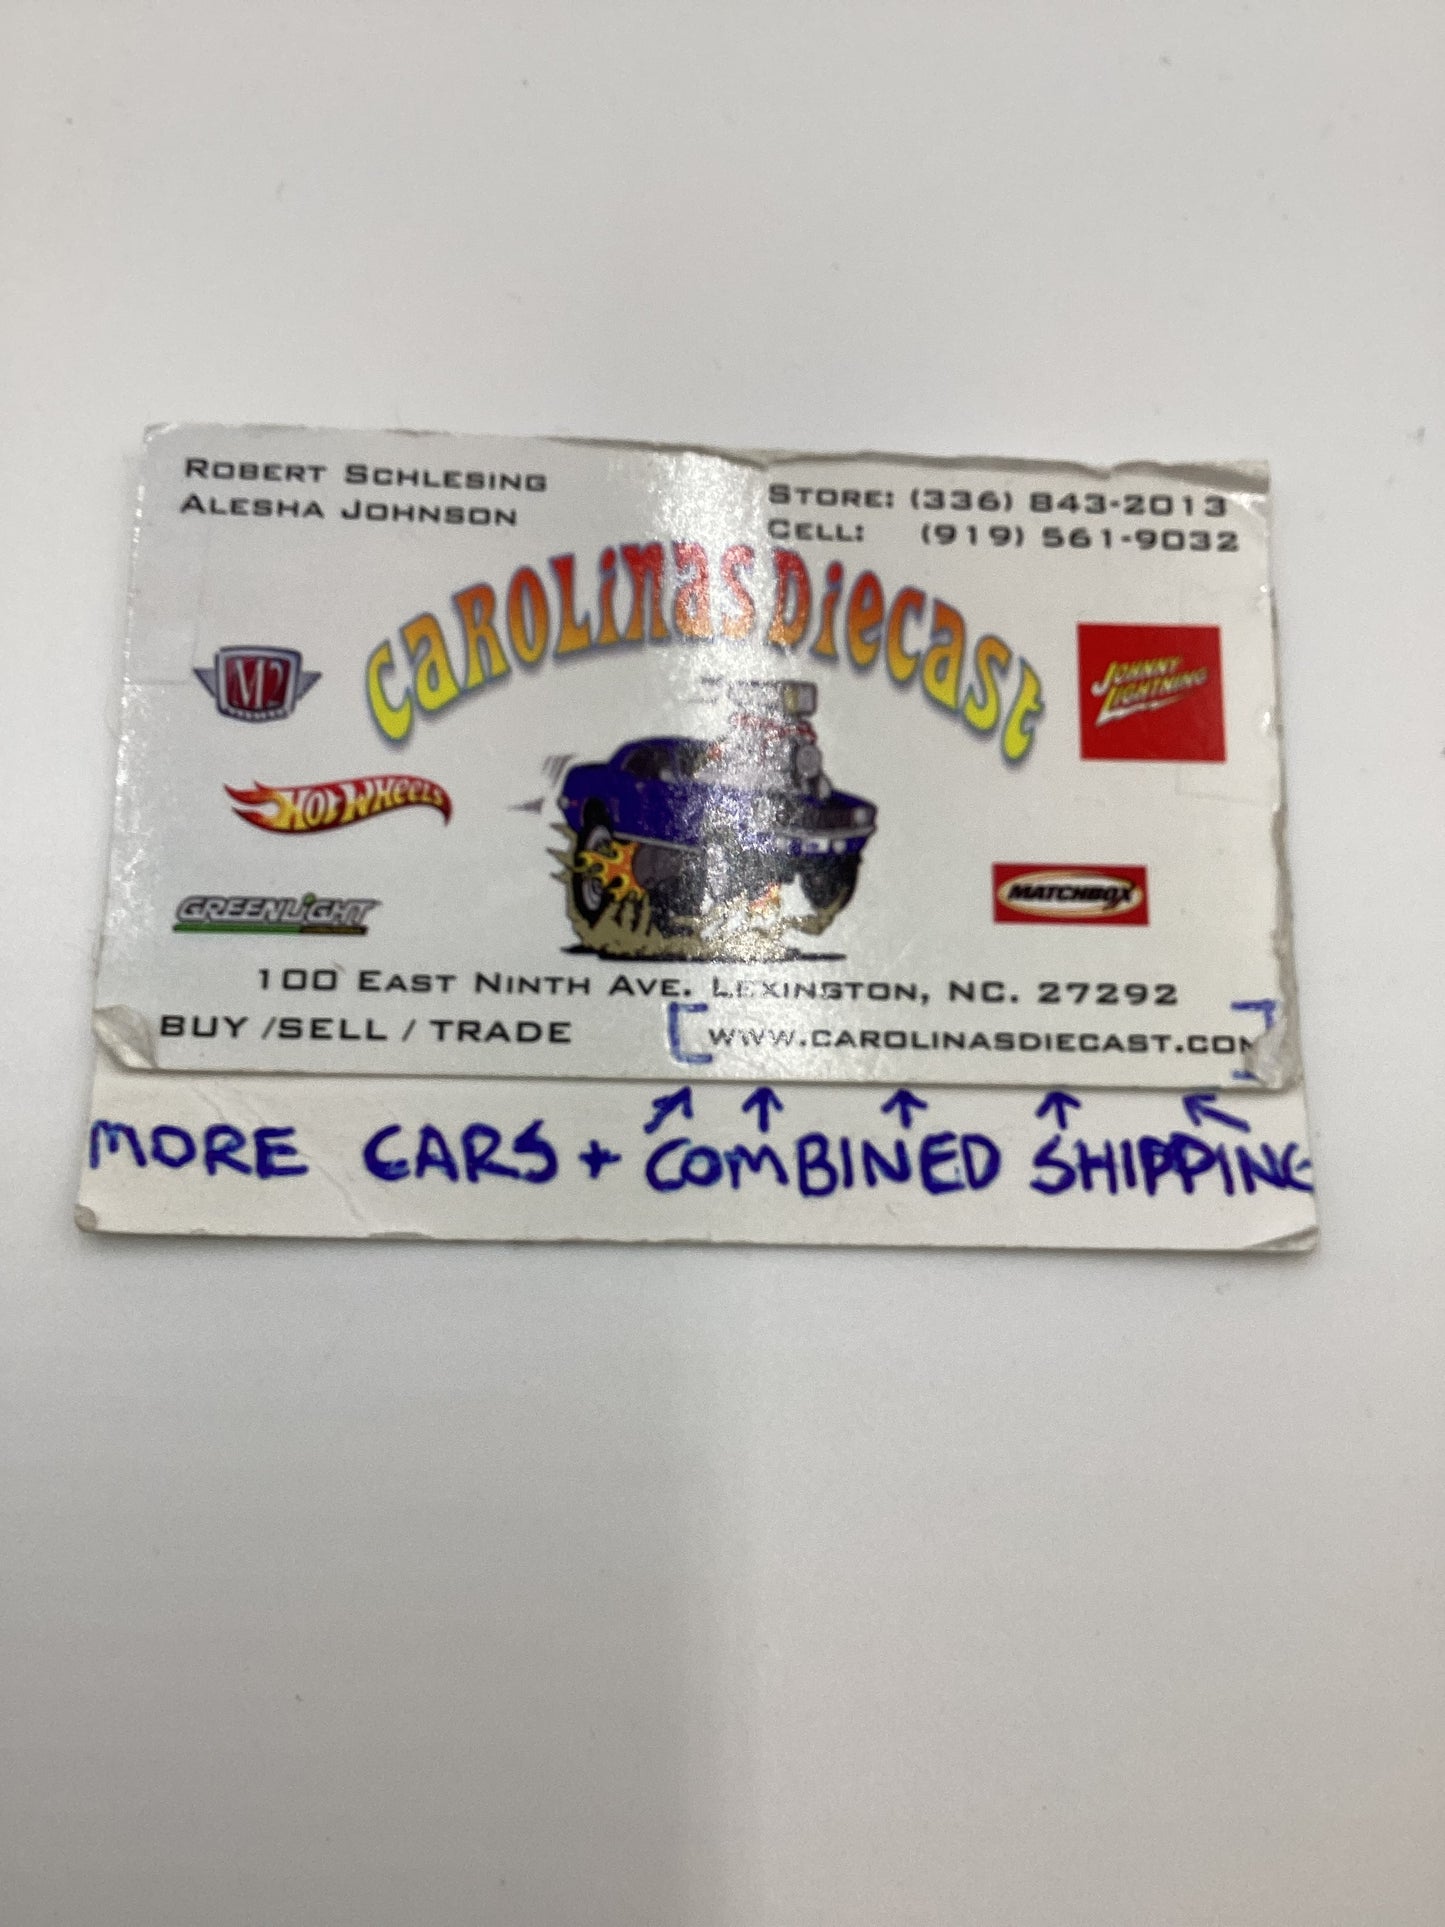 ROBERT SCHLESING
ALESHA JOHNSON
STORE: (336) 843-2013
CELL: (919) 561-9032
CAROLINAS DIECAST
M2
JOHNNY
LIGHTNING
HOT WHEELS
GREENLIGHT
MATCHBOX
100 EAST NINTH AVE. LEXINGTON, NC. 27292
BUY /SELL / TRADE
WWW.CAROLINASDIECAST.COM
MORE CARS + COMBINED SHIPPING